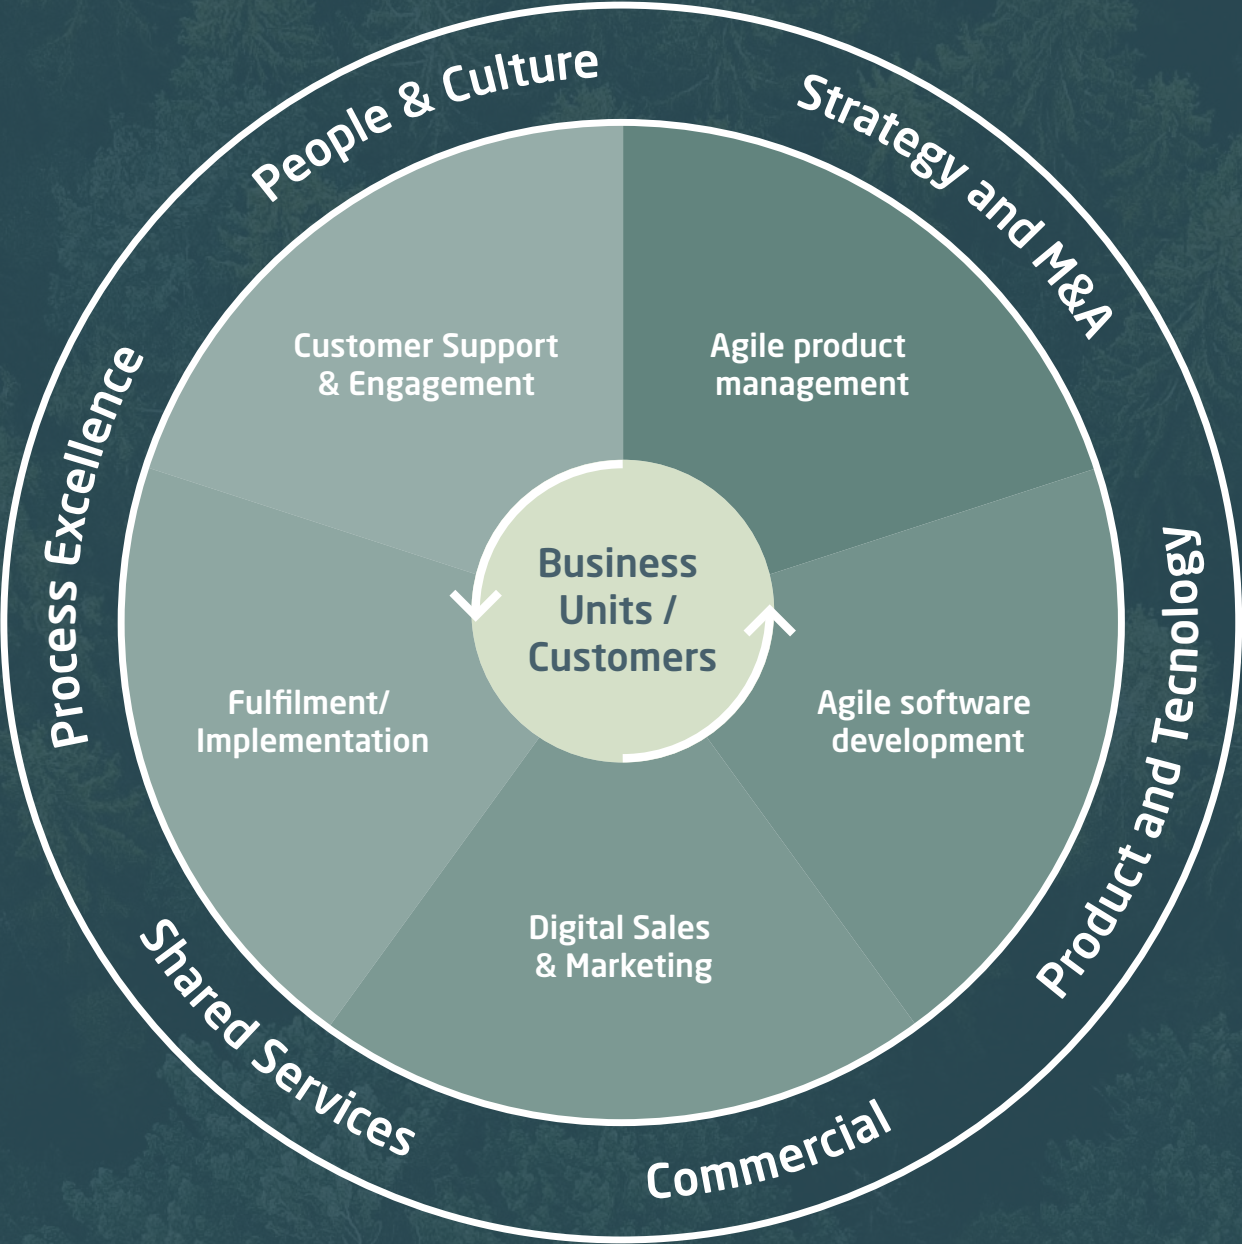 People & Culture
Strategy and M&A
Product and Tecnology
Commercial
Shared Services
Process Excellence
Customer Support
& Engagement
Agile product
management
Business
Units /
Customers
Fulfilment/
Implementation
Agile software
development
Digital Sales
& Marketing